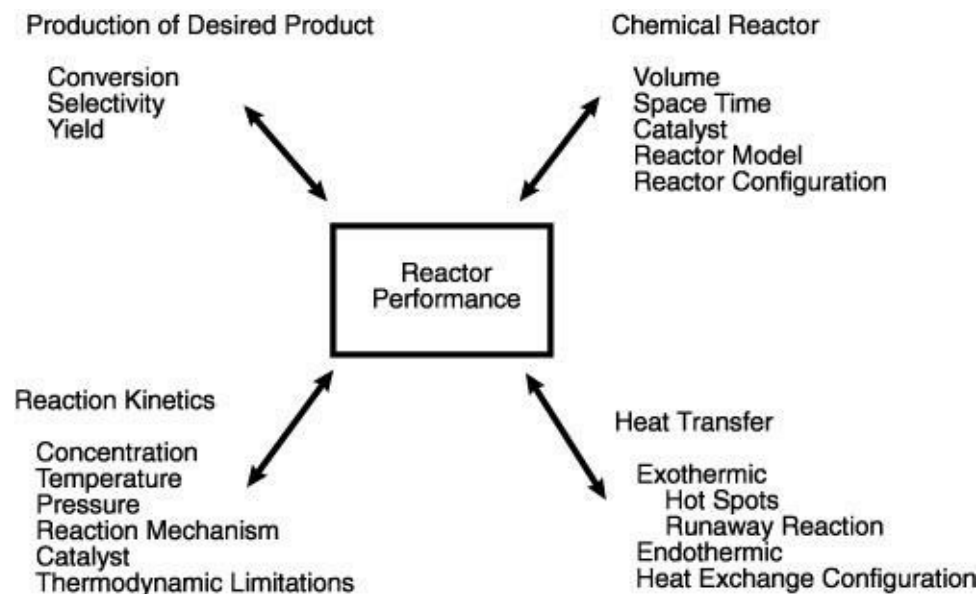 Production of Desired Product
Conversion
Selectivity
Yield
Chemical Reactor
Volume
Space Time
Catalyst
Reactor Model
Reactor Configuration
Reactor
Performance
Reaction Kinetics
Concentration
Temperature
Pressure
Reaction Mechanism
Catalyst
Thermodynamic Limitations
Heat Transfer
Exothermic
Hot Spots
Runaway Reaction
Endothermic
Heat Exchange Configuration